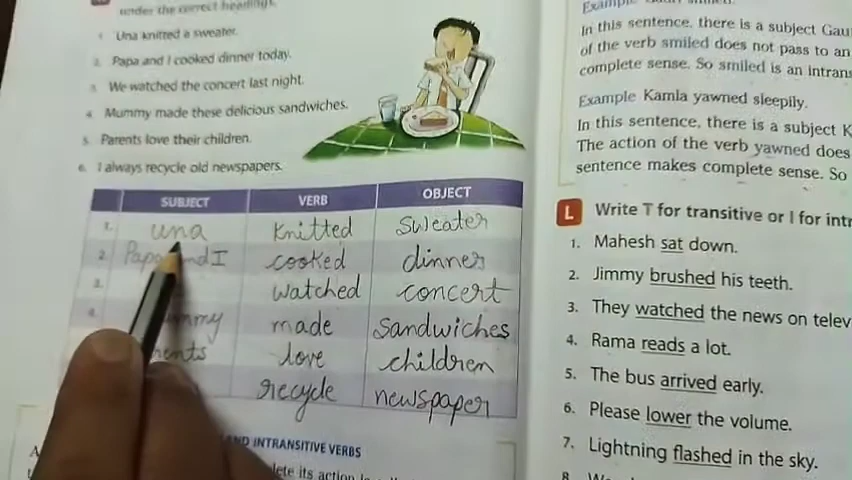 under the correct headings.
1. Una knitted a sweater.
2. Papa and I cooked dinner today.
3. We watched the concert last night.
4. Mummy made these delicious sandwiches.
5. Parents love their children.
6. I always recycle old newspapers.
SUBJECT VERB OBJECT
1. Una Knitted Sweater
2. Papa and I cooked dinner
3. watched concert
4. made Sandwiches
love children
recycle newspaper
AND INTRANSITIVE VERBS
its action
Example
In this sentence, there is a subject
of the verb smiled does not pass to an
complete sense. So smiled is an
Example Kamla yawned sleepily.
In this sentence, there is a subject K
The action of the verb yawned does
sentence makes complete sense. So
L Write T for transitive or I for
1. Mahesh sat down.
2. Jimmy brushed his teeth.
3. They watched the news on
4. Rama reads a lot.
5. The bus arrived early.
6. Please lower the volume.
7. Lightning flashed in the sky.
8.